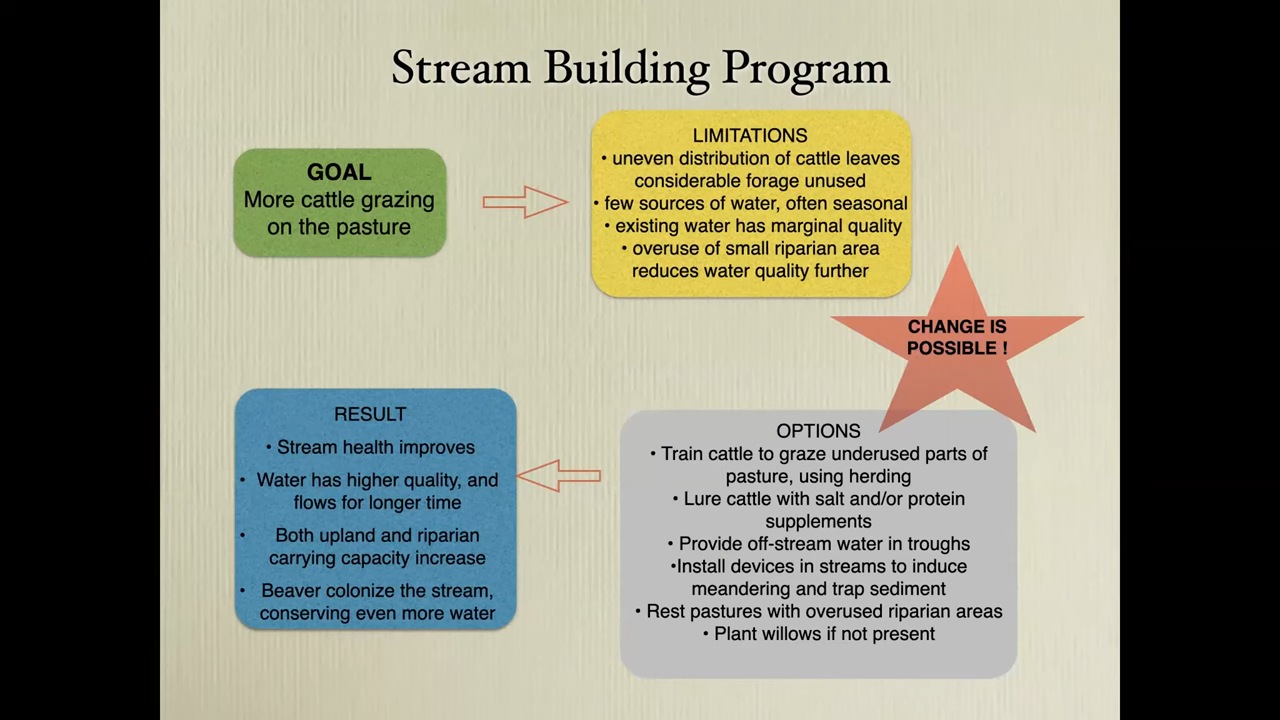 Stream Building Program
GOAL
More cattle grazing
on the pasture
LIMITATIONS
• uneven distribution of cattle leaves
considerable forage unused
• few sources of water, often seasonal
• existing water has marginal quality
• overuse of small riparian area
reduces water quality further
CHANGE IS
POSSIBLE !
OPTIONS
• Train cattle to graze underused parts of
pasture, using herding
• Lure cattle with salt and/or protein
supplements
• Provide off-stream water in troughs
•Install devices in streams to induce
meandering and trap sediment
• Rest pastures with overused riparian areas
• Plant willows if not present
RESULT
• Stream health improves
• Water has higher quality, and
flows for longer time
• Both upland and riparian
carrying capacity increase
• Beaver colonize the stream,
conserving even more water